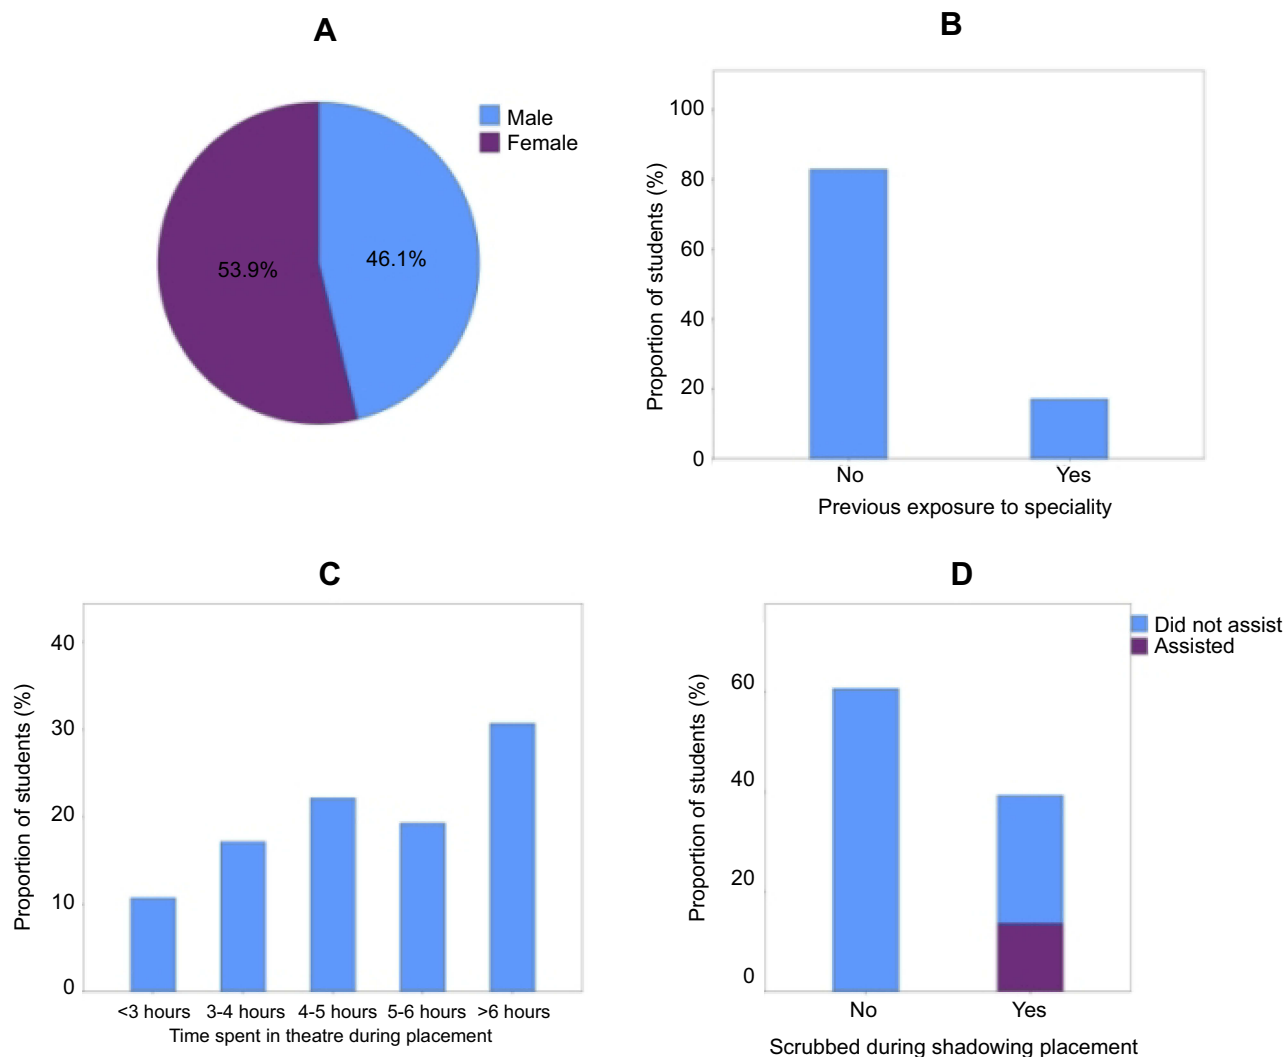 A
Male
Female
53.9%
46.1%
B
Proportion of students (%)
100
80
60
40
20
0
No
Yes
Previous exposure to speciality
C
Proportion of students (%)
40
30
20
10
0
<3 hours
3-4 hours
4-5 hours
5-6 hours
>6 hours
Time spent in theatre during placement
D
Did not assist
Assisted
Proportion of students (%)
60
40
20
0
No
Yes
Scrubbed during shadowing placement